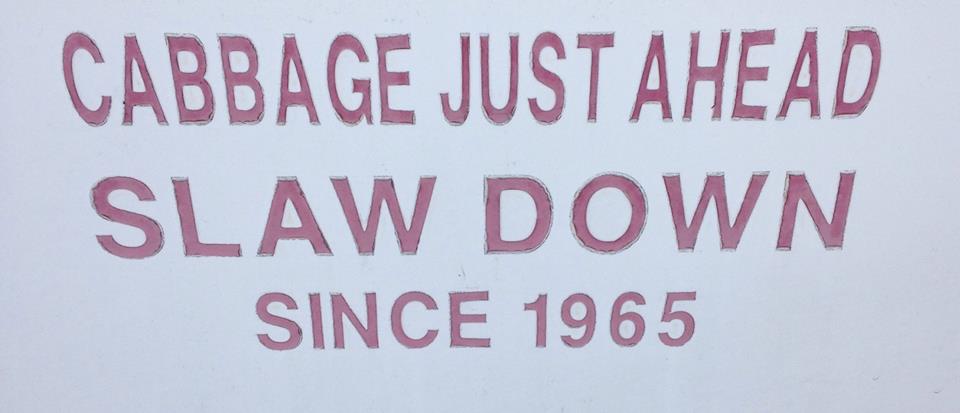 CABBAGE JUST AHEAD
SLAW DOWN
SINCE 1965